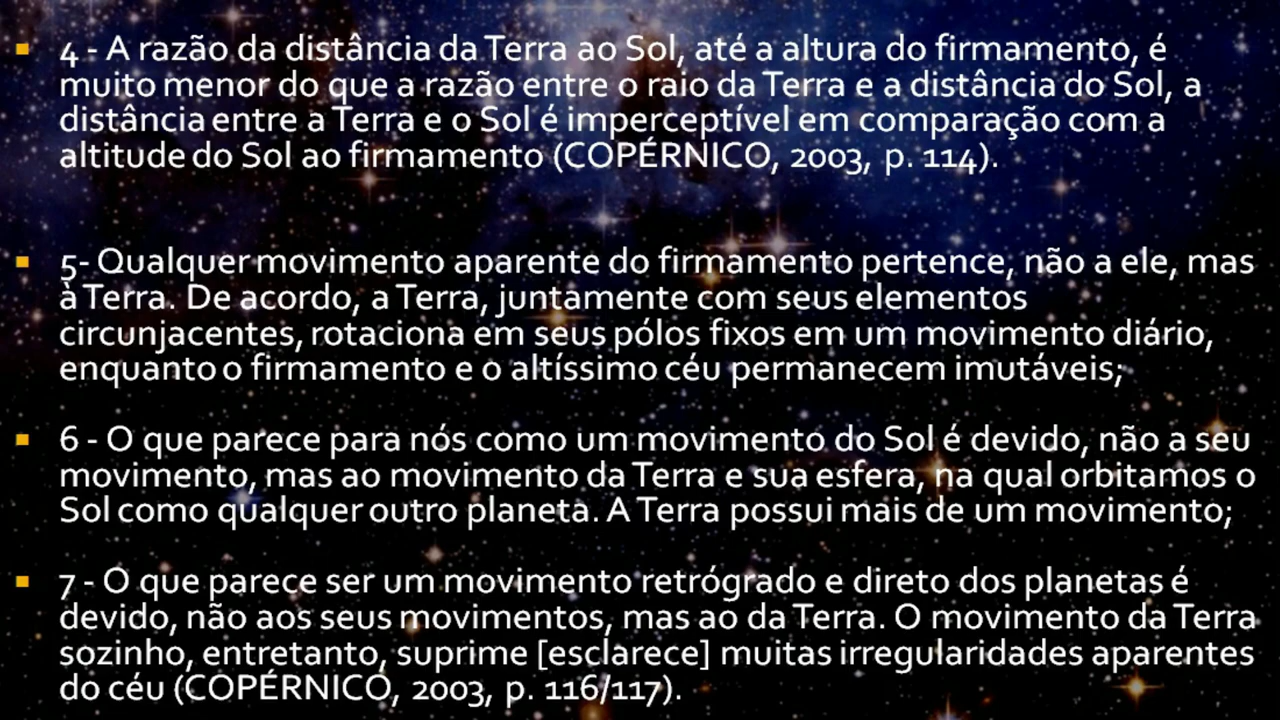 4 - A razão da distância da Terra ao Sol, até a altura do firmamento, é
muito menor do que a razão entre o raio da Terra e a distância do Sol, a
distância entre a Terra e o Sol é imperceptível em comparação com a
altitude do Sol ao firmamento (COPÉRNICO, 2003, p. 114).
5- Qualquer movimento aparente do firmamento pertence, não a ele, mas
à Terra. De acordo, a Terra, juntamente com seus elementos
circunjacentes, rotaciona em seus pólos fixos em um movimento diário,
enquanto o firmamento e o altíssimo céu permanecem imutáveis;
6 - O que parece para nós como um movimento do Sol é devido, não a seu
movimento, mas ao movimento da Terra e sua esfera, na qual orbitamos o
Sol como qualquer outro planeta. A Terra possui mais de um movimento;
7 - O que parece ser um movimento retrógrado e direto dos planetas é
devido, não aos seus movimentos, mas ao da Terra. O movimento da Terra
sozinho, entretanto, suprime [esclarece] muitas irregularidades aparentes
do céu (COPÉRNICO, 2003, p. 116/117).